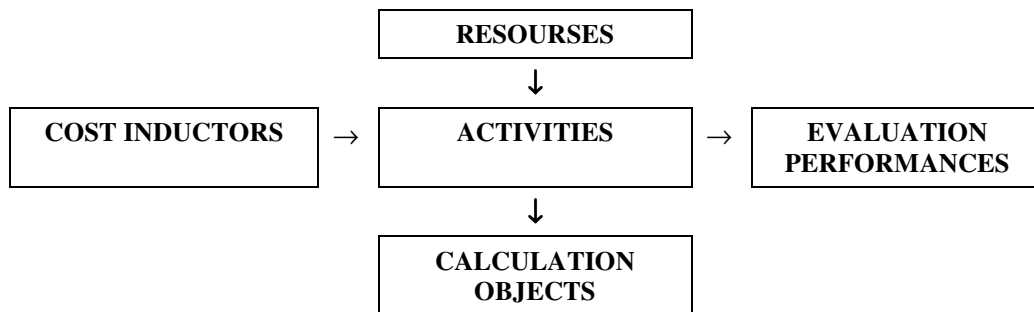 RESOURSES
↓
COST INDUCTORS → ACTIVITIES → EVALUATION
PERFORMANCES
↓
CALCULATION
OBJECTS